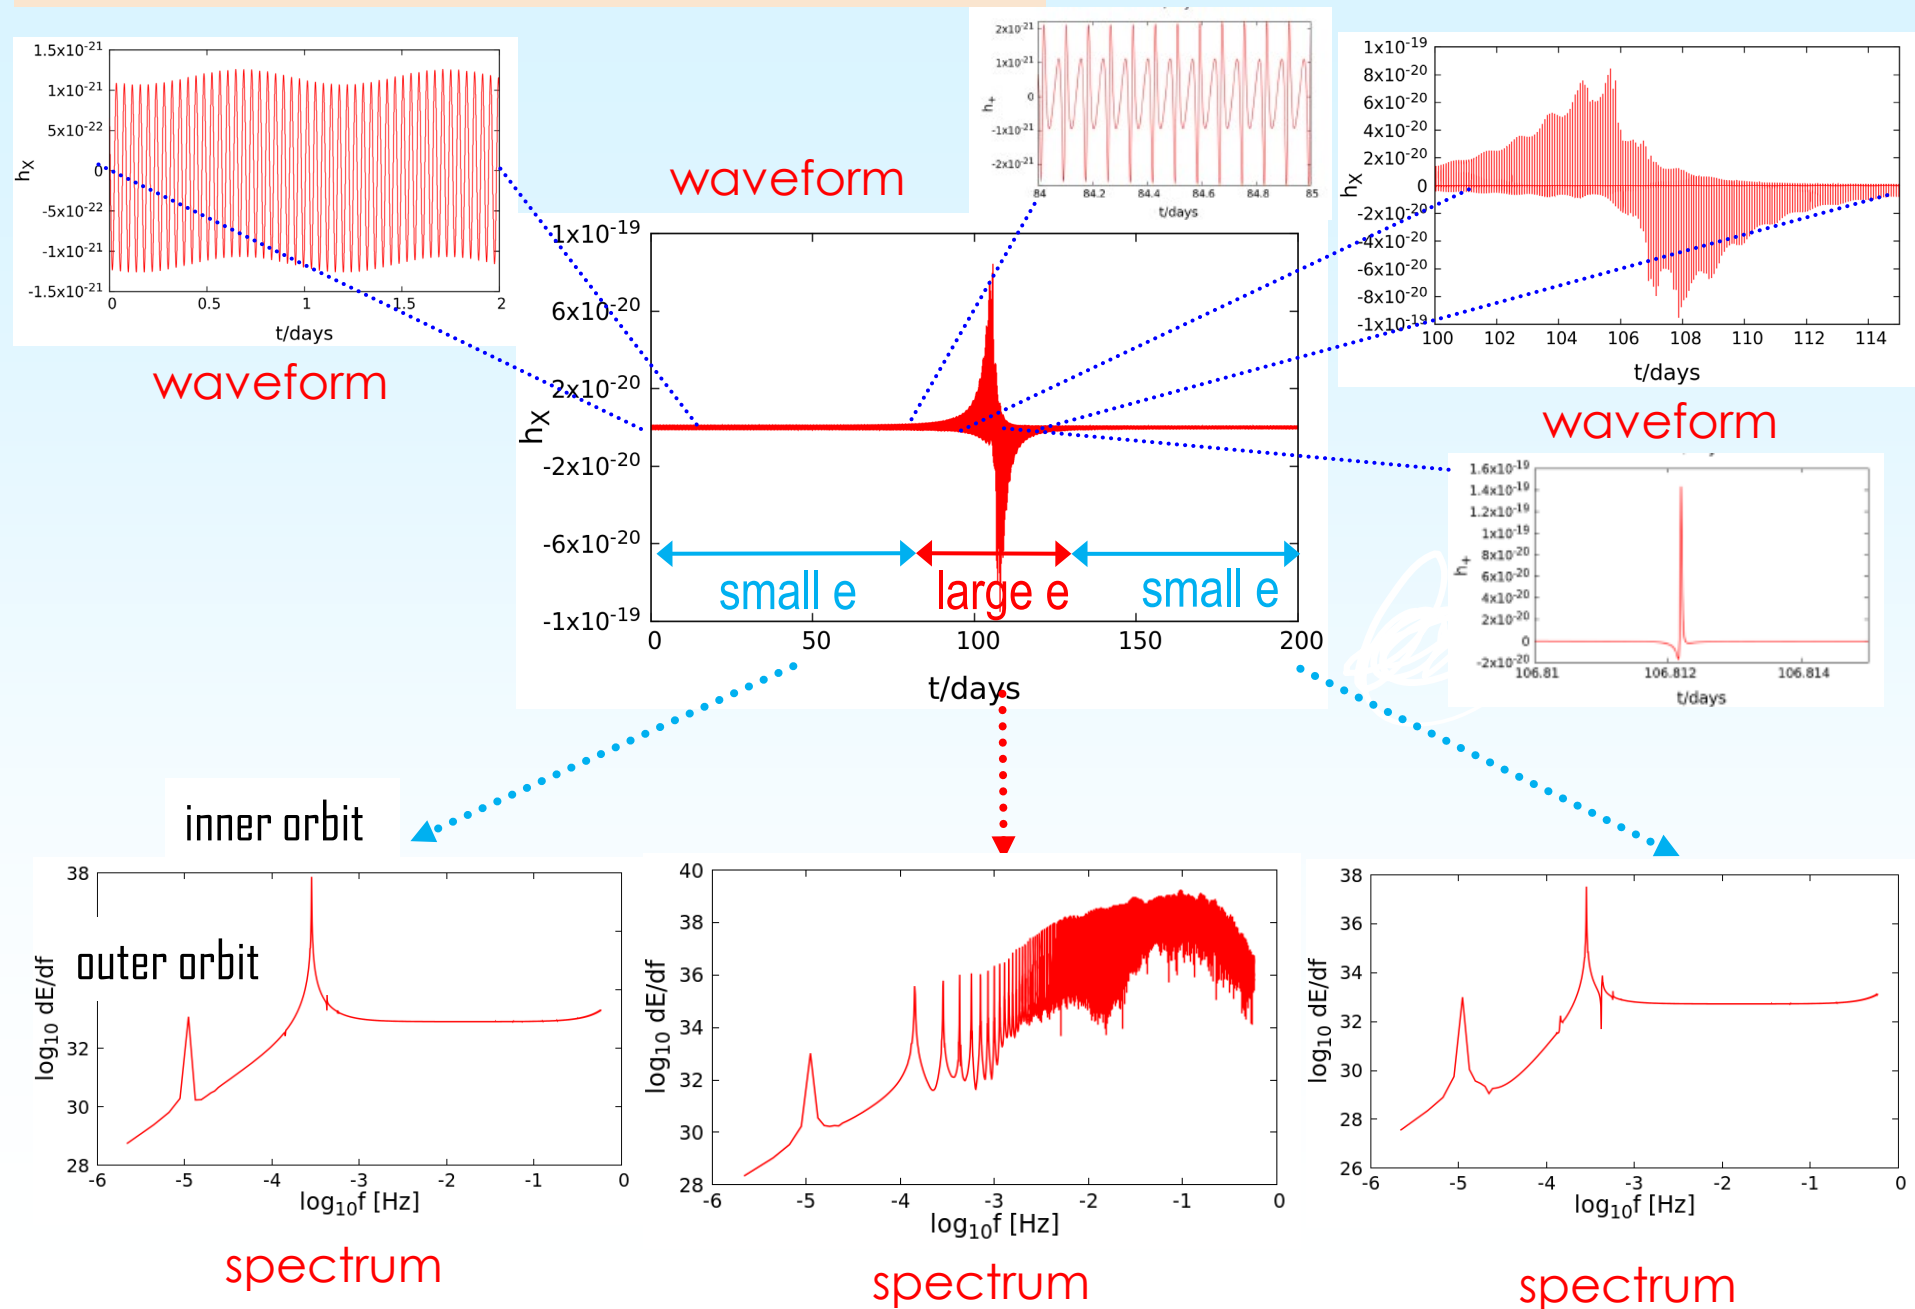 1.5x10-21
1x10-21
5x10-22
0
-5x10-22
-1x10-21
-1.5x10-21
hX
0 0.5 1 1.5 2
t/days
waveform
2x10-21
1x10-21
0
-1x10-21
-2x10-21
h+
84 84.2 84.4 84.6 84.8 85
t/days
waveform
1x10-19
8x10-20
6x10-20
4x10-20
2x10-20
0
-2x10-20
-4x10-20
-6x10-20
-8x10-20
-1x10-19
hX
100 102 104 106 108 110 112 114
t/days
waveform
1x10-19
6x10-20
2x10-20
-2x10-20
-6x10-20
-1x10-19
hX
small e large e small e
0 50 100 150 200
t/days
1.6x10-19
1.4x10-19
1.2x10-19
1x10-19
8x10-20
6x10-20
4x10-20
2x10-20
0
-2x10-20
h+
106.81 106.812 106.814
t/days
inner orbit
outer orbit
38
32
30
28
log10 dE/df
-6 -5 -4 -3 -2 -1 0
log10f [Hz]
spectrum
40
38
36
34
32
30
28
log10 dE/df
-6 -5 -4 -3 -2 -1 0
log10f [Hz]
spectrum
38
36
34
32
30
28
26
log10 dE/df
-6 -5 -4 -3 -2 -1 0
log10f [Hz]
spectrum